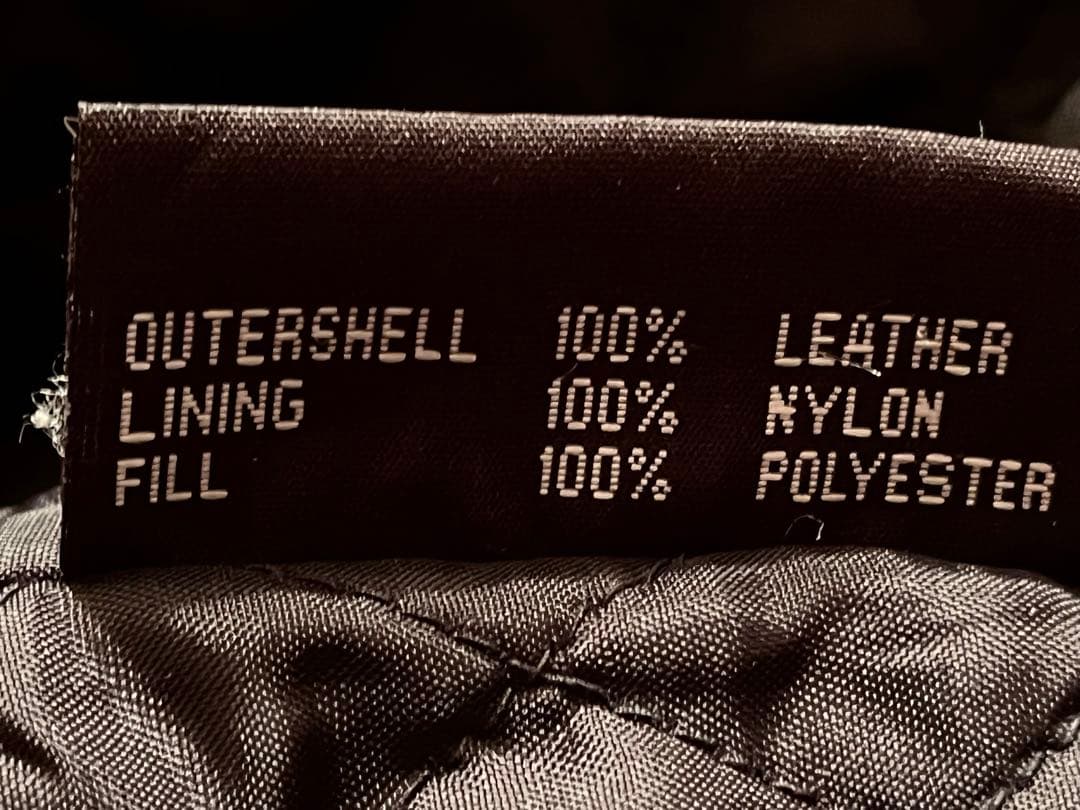 OUTERSHELL 100% LEATHER
LINING 100% NYLON
FILL 100% POLYESTER